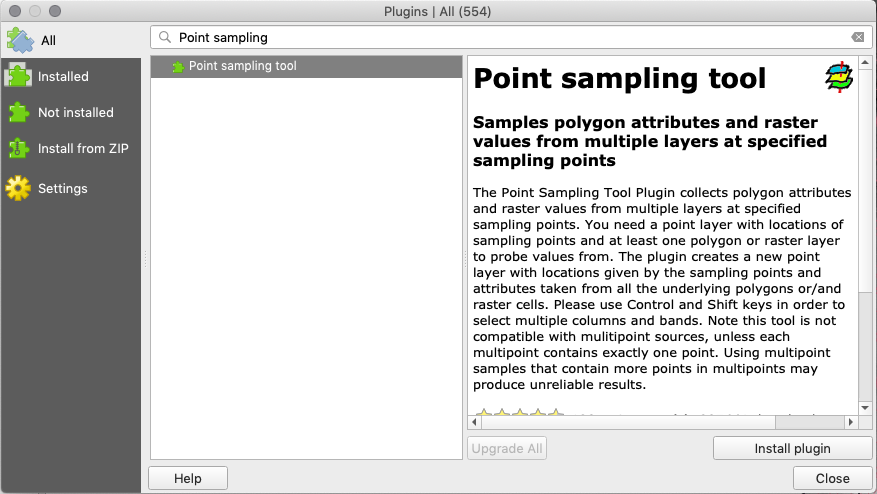 Plugins | All (554)
All
Installed
Not installed
Install from ZIP
Settings
Point sampling
Point sampling tool
Point sampling tool
Samples polygon attributes and raster
values from multiple layers at specified
sampling points
The Point Sampling Tool Plugin collects polygon attributes
and raster values from multiple layers at specified
sampling points. You need a point layer with locations of
sampling points and at least one polygon or raster layer
to probe values from. The plugin creates a new point
layer with locations given by the sampling points and
attributes taken from all the underlying polygons or/and
raster cells. Please use Control and Shift keys in order to
select multiple columns and bands. Note this tool is not
compatible with mulitipoint sources, unless each
multipoint contains exactly one point. Using multipoint
samples that contain more points in multipoints may
produce unreliable results.
Upgrade All
Install plugin
Help
Close